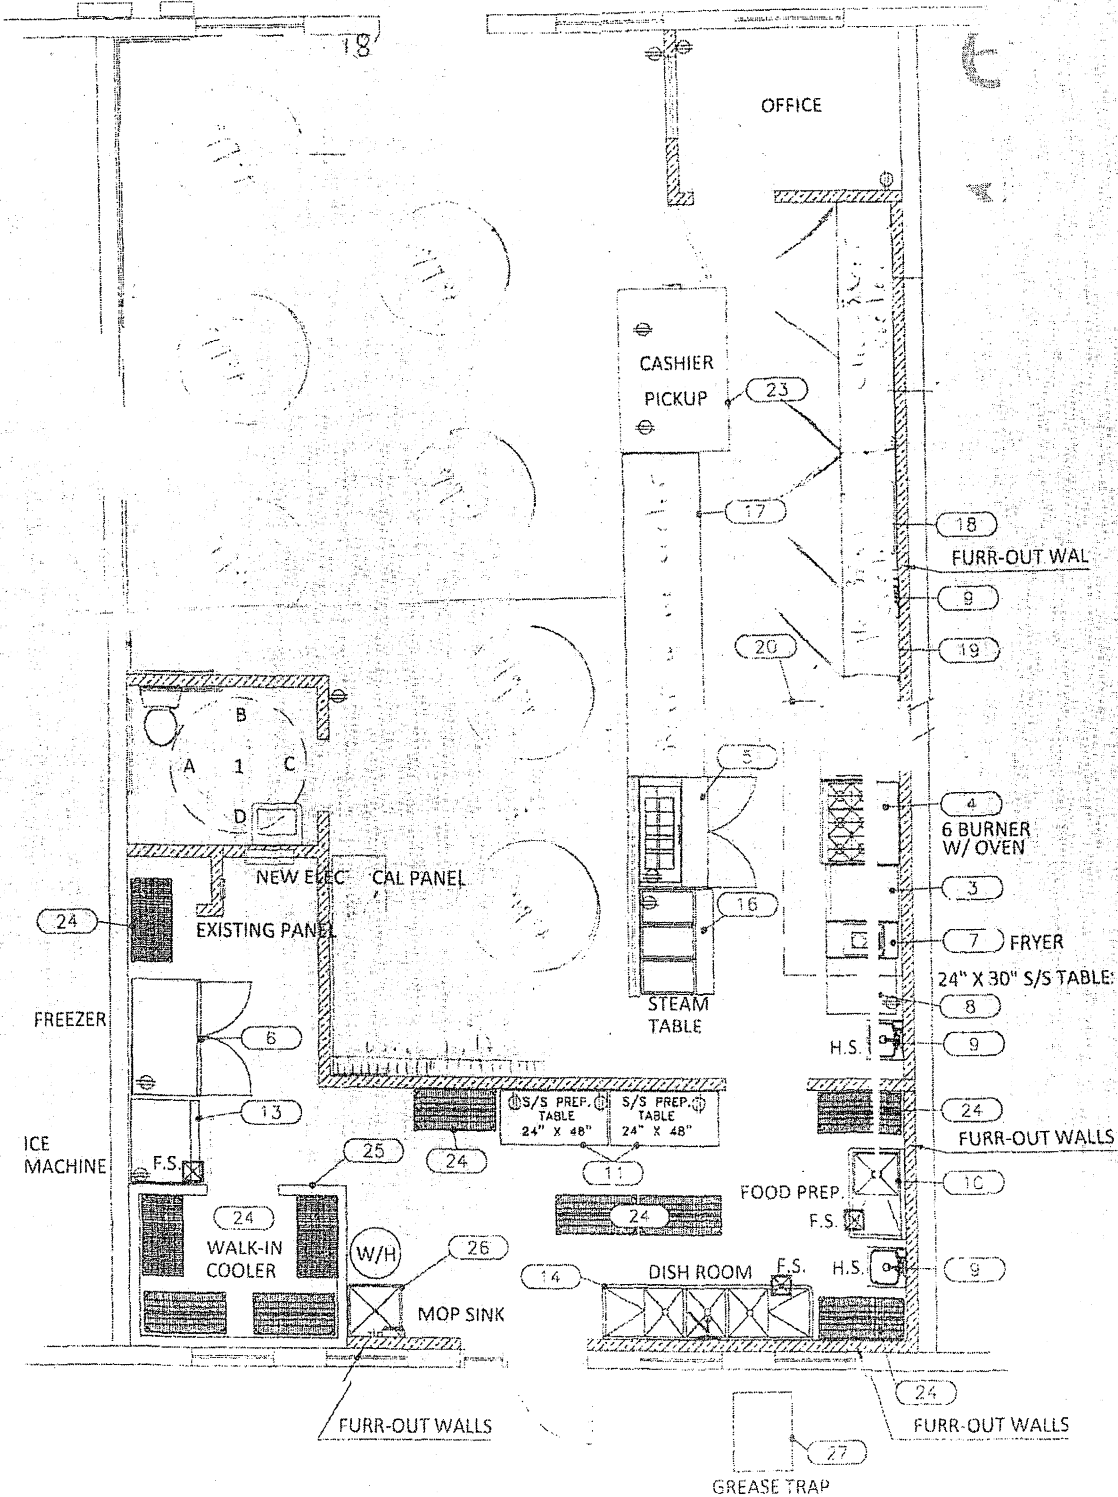 18
OFFICE
CASHIER
PICKUP
23
17
18
FURR-OUT WAL
9
20
19
B
A 1 C
D
5
4
6 BURNER
W/ OVEN
NEW ELEC CAL PANEL
3
24
EXISTING PANEL
16
7 FRYER
24" X 30" S/S TABLE
8
STEAM
TABLE
FREEZER
6
H.S. 9
S/S PREP.
TABLE
24" X 48"
S/S PREP.
TABLE
24" X 48"
24
13
FURR-OUT WALLS
ICE
MACHINE
F.S.
25
24
11
FOOD PREP.
10
24
24
F.S.
WALK-IN
COOLER
W/H
26
14
DISH ROOM
F.S.
H.S. 9
MOP SINK
24
FURR-OUT WALLS
FURR-OUT WALLS
27
GREASE TRAP